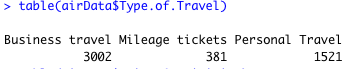 > table(airData$Type.of.Travel)
Business travel Mileage tickets Personal Travel
3002 381 1521